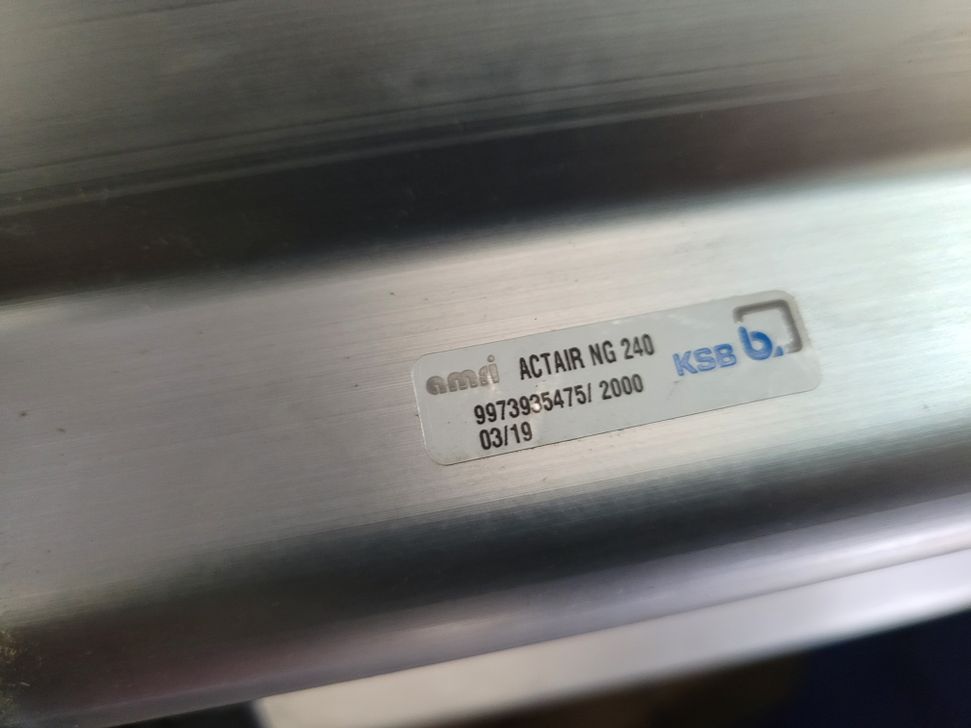 amri ACTAIR NG 240
9973935475/ 2000
03/19
KSB b.